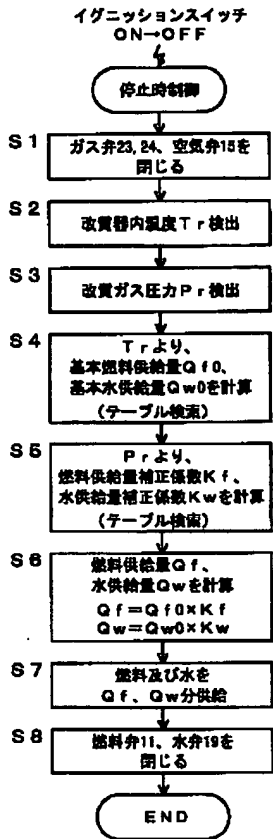 イグニッションスイッチ
ON→OFF
停止時制御
S1
ガス弁23,24、空気弁15を
閉じる
S2
改質器内温度Tr検出
S3
改質ガス圧力Pr検出
S4
Trより、
基本燃料供給量Qf0、
基本水供給量Qw0を計算
(テーブル検索)
S5
Prより、
燃料供給量補正係数Kf、
水供給量補正係数Kwを計算
(テーブル検索)
S6
燃料供給量Qf、
水供給量Qwを計算
Qf=Qf0×Kf
Qw=Qw0×Kw
S7
燃料及び水を
Qf、Qw分供給
S8
燃料弁11、水弁19を
閉じる
END